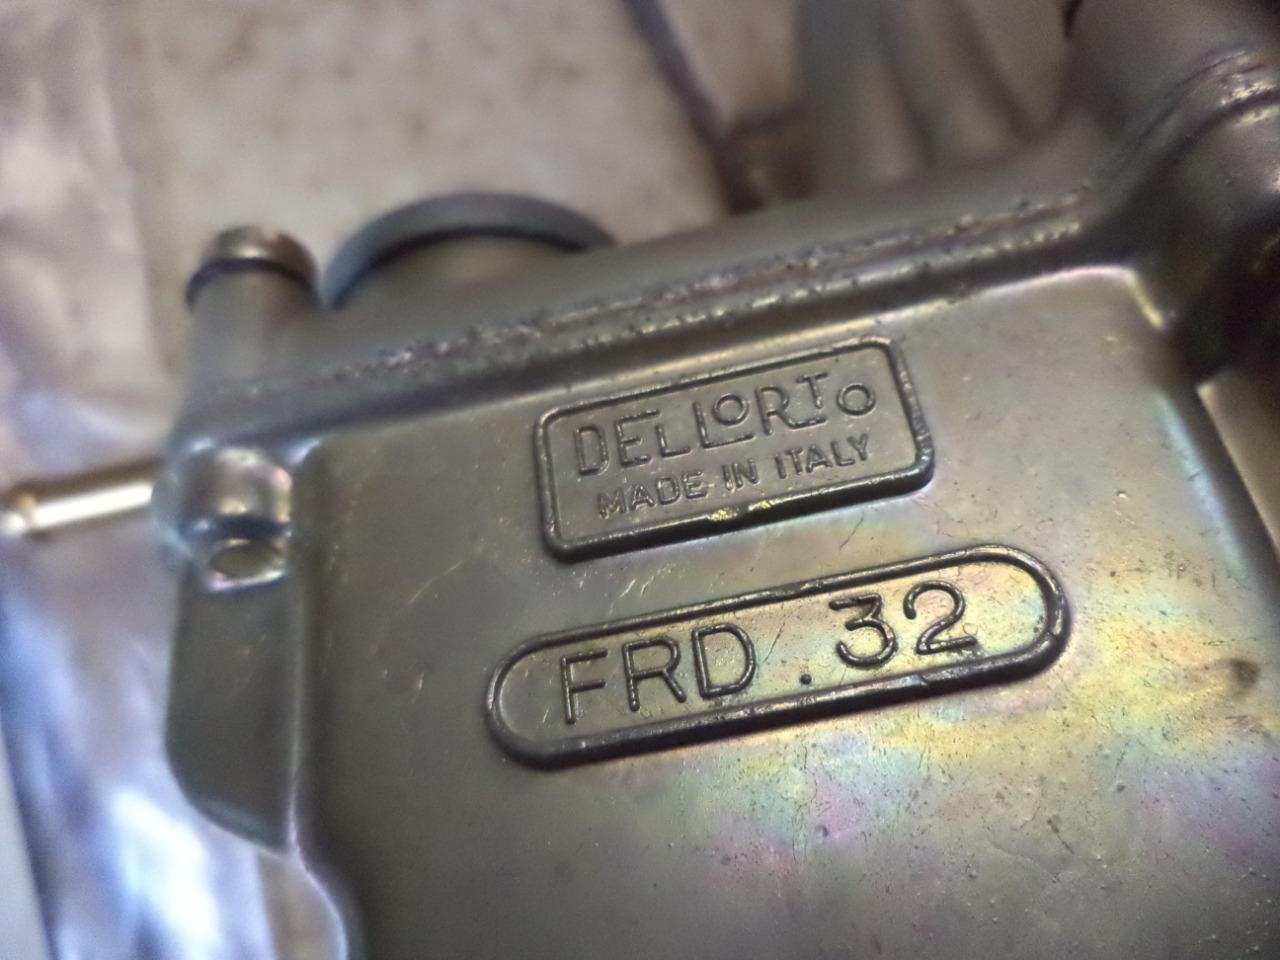 DELLORTO
MADE IN ITALY
FRD . 32